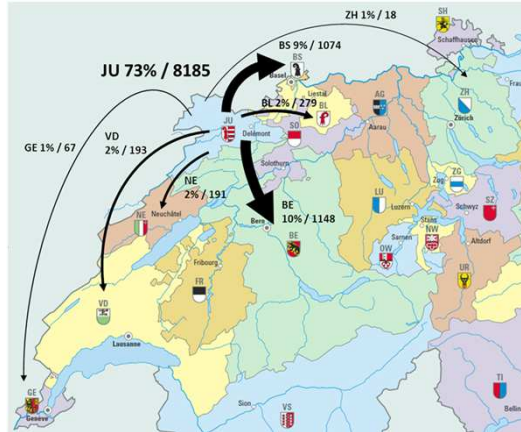 ZH 1% / 18
SH
Schaffhausen
BS 9% / 1074
BS
Basel
JU 73% / 8185
Liestal
ZH
Zürich
BL 2% / 279
BL
AG
Aarau
GE 1% / 67
VD
2% / 193
JU
Delémont
SO
Solothurn
NE
2% / 191
ZG
Zug
LU
Luzern
Schwyz
SZ
NE
Neuchâtel
BE
10% / 1148
Bern
BE
Stans
NW
Sarnen
OW
Altdorf
UR
Fribourg
FR
VD
Lausanne
GE
Genève
Sion
VS
TI